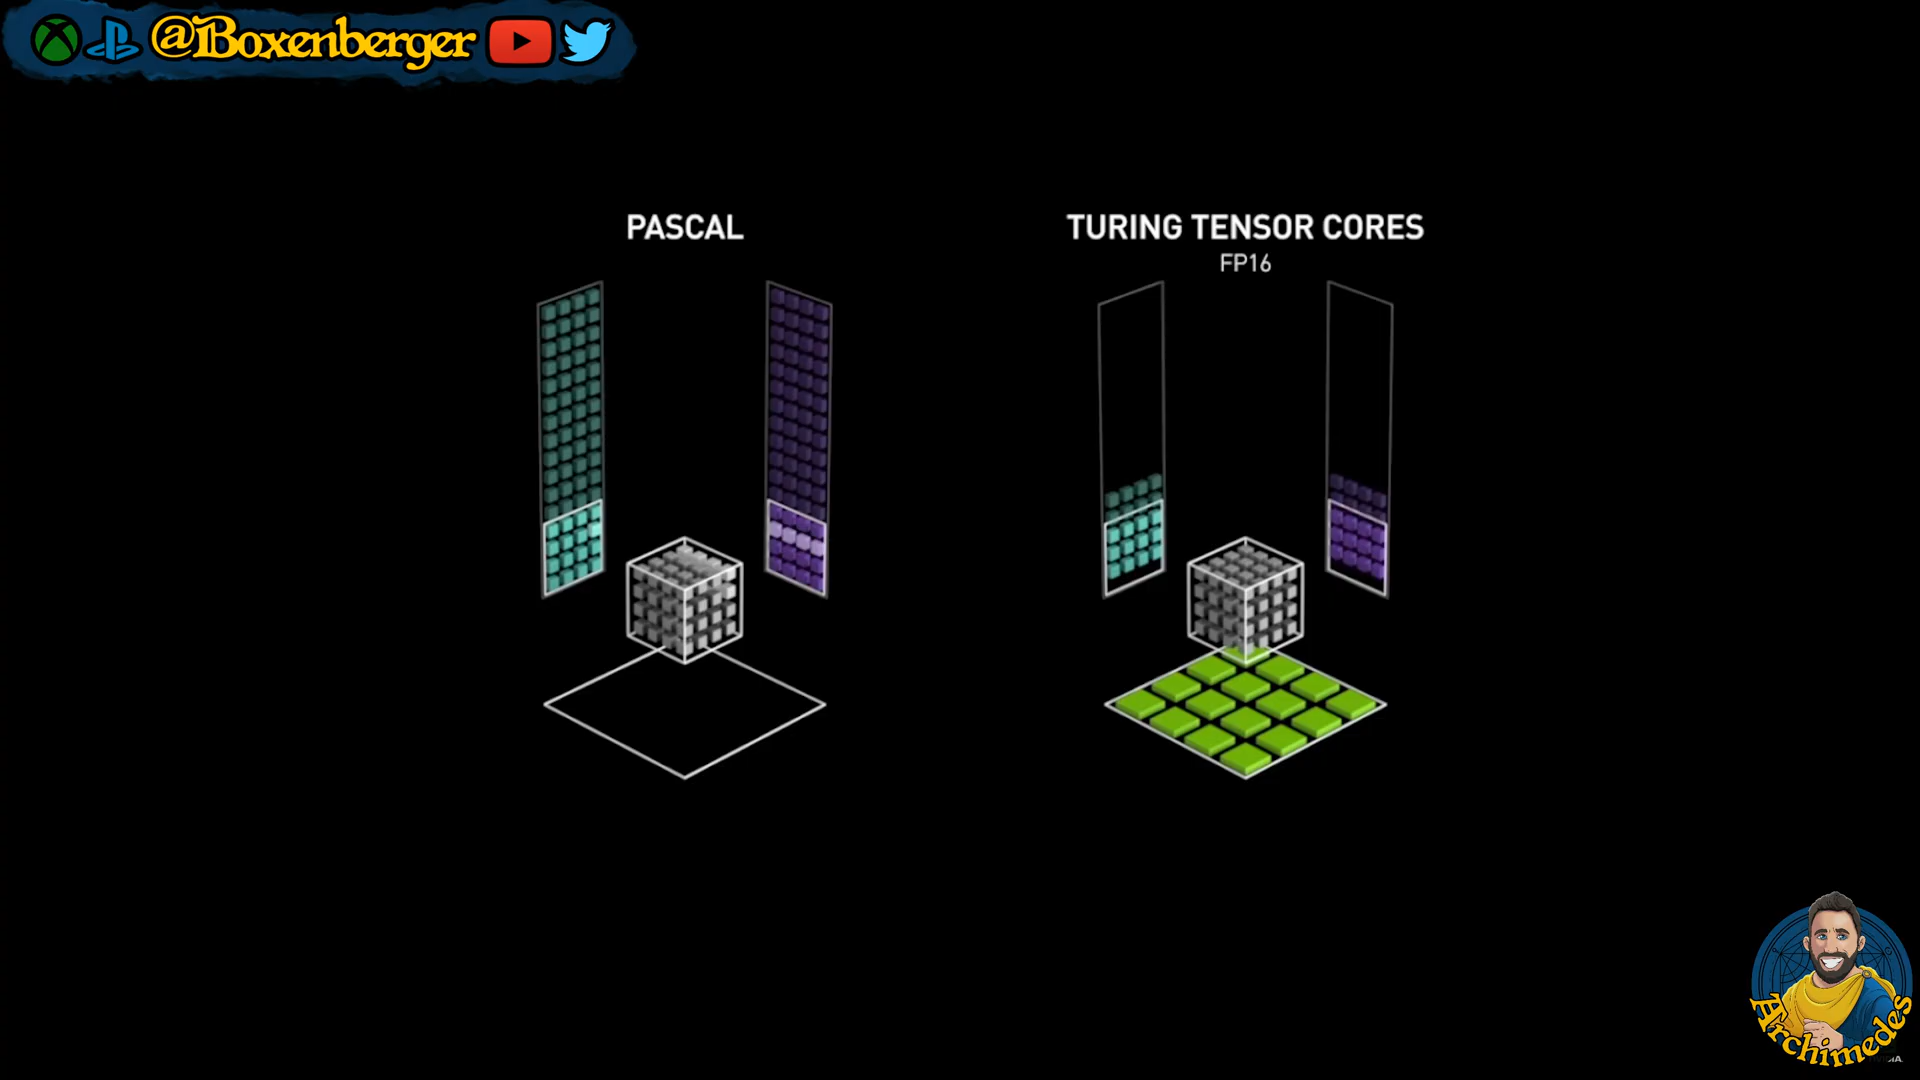 @Boxenberger
PASCAL
TURING TENSOR CORES
FP16
Archimedes